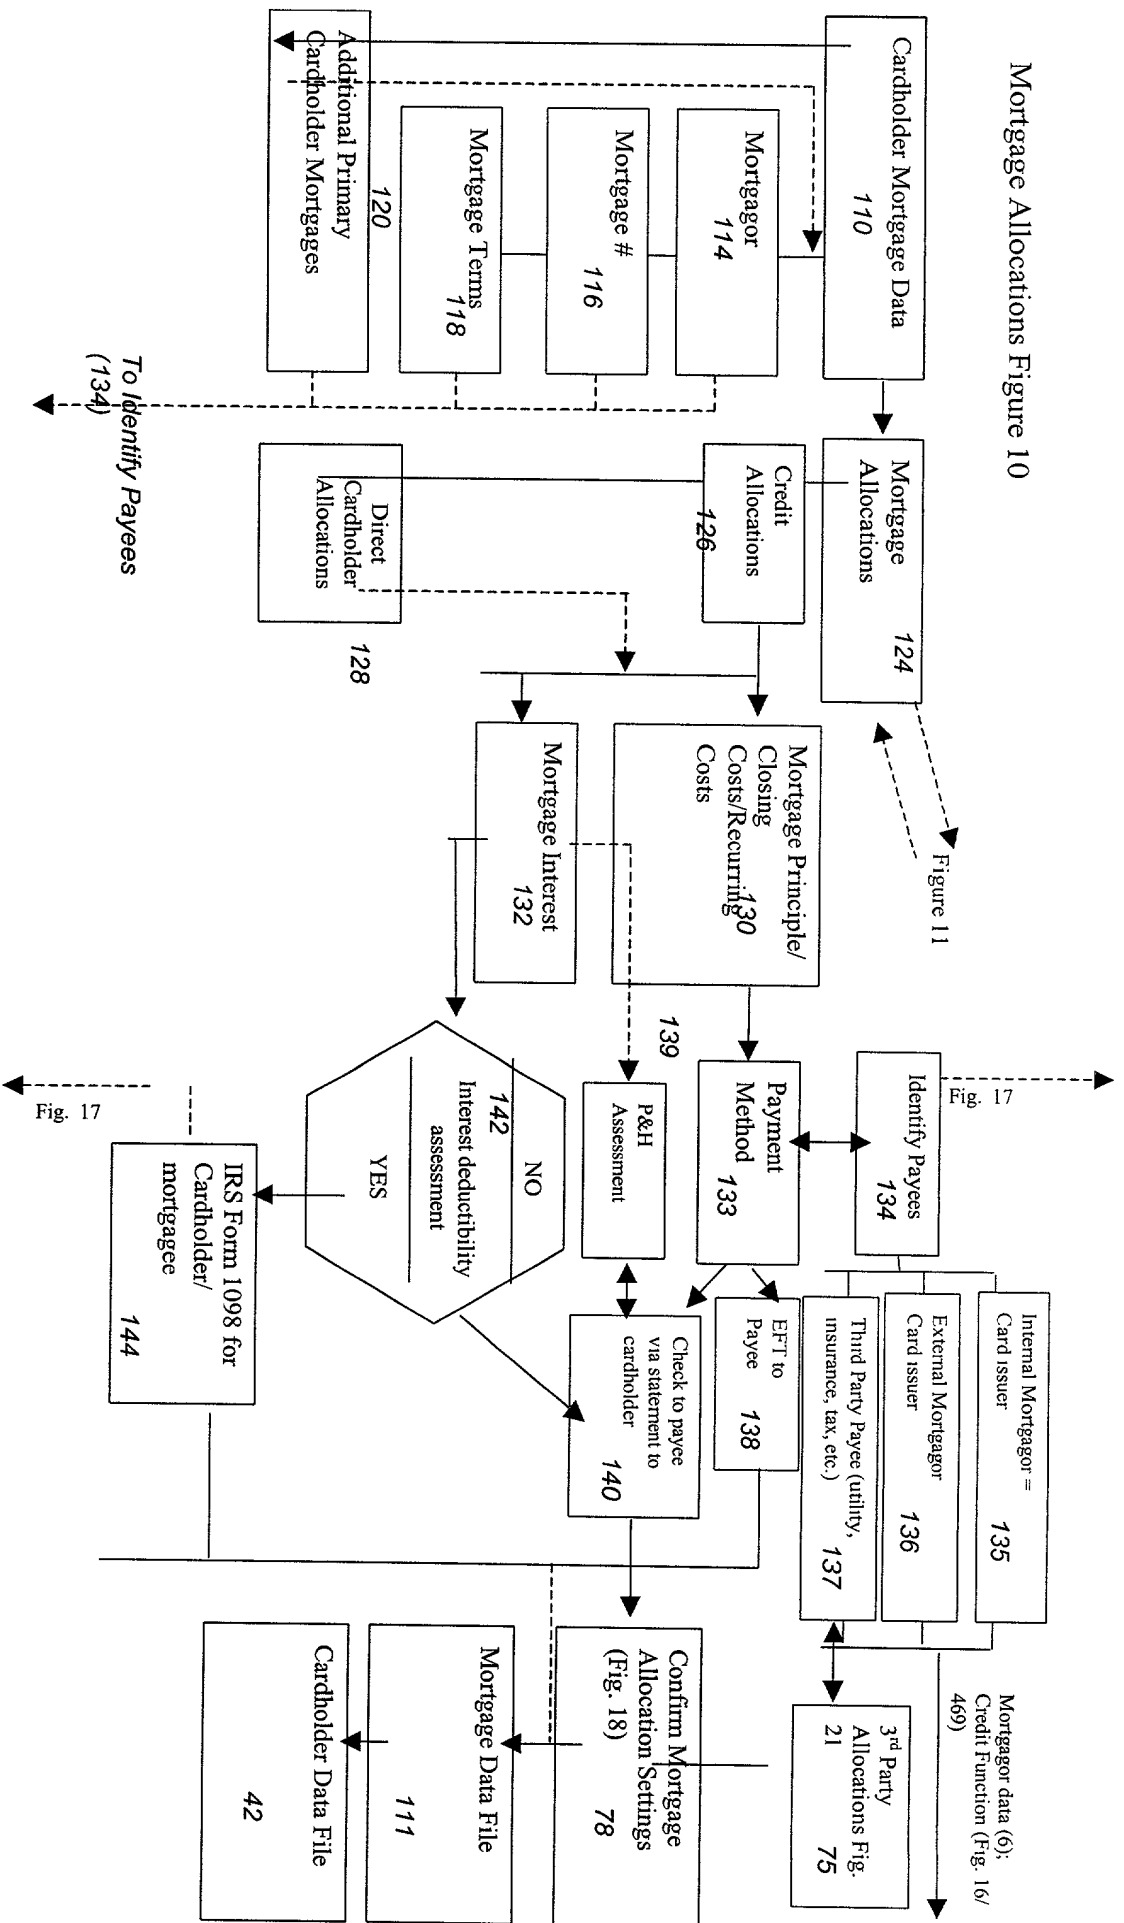 Mortgage Allocations Figure 10
Cardholder Mortgage Data
110
Mortgagor
114
Mortgage #
116
Mortgage Terms
118
120
Additional Primary
Cardholder Mortgages
To Identify Payees
(134)
Mortgage
Allocations
124
Figure 11
Credit
Allocations
126
Direct
Cardholder
Allocations
128
Mortgage Principle/
Closing
Costs/Recurring
Costs
130
Mortgage Interest
132
Fig. 17
Identify Payees
134
Payment
Method
133
139
P&H
Assessment
NO
142
Interest deductibility
assessment
YES
IRS Form 1098 for
Cardholder/
mortgagee
144
Fig. 17
Internal Mortgagor =
Card issuer
135
External Mortgagor
Card issuer
136
Third Party Payee (utility,
insurance, tax, etc.)
137
EFT to
Payee
138
Check to payee
via statement to
cardholder
140
Mortgagor data (6);
Credit Function (Fig. 16/
469)
3rd Party
Allocations Fig.
21
75
Confirm Mortgage
Allocation Settings
(Fig. 18)
78
Mortgage Data File
111
Cardholder Data File
42